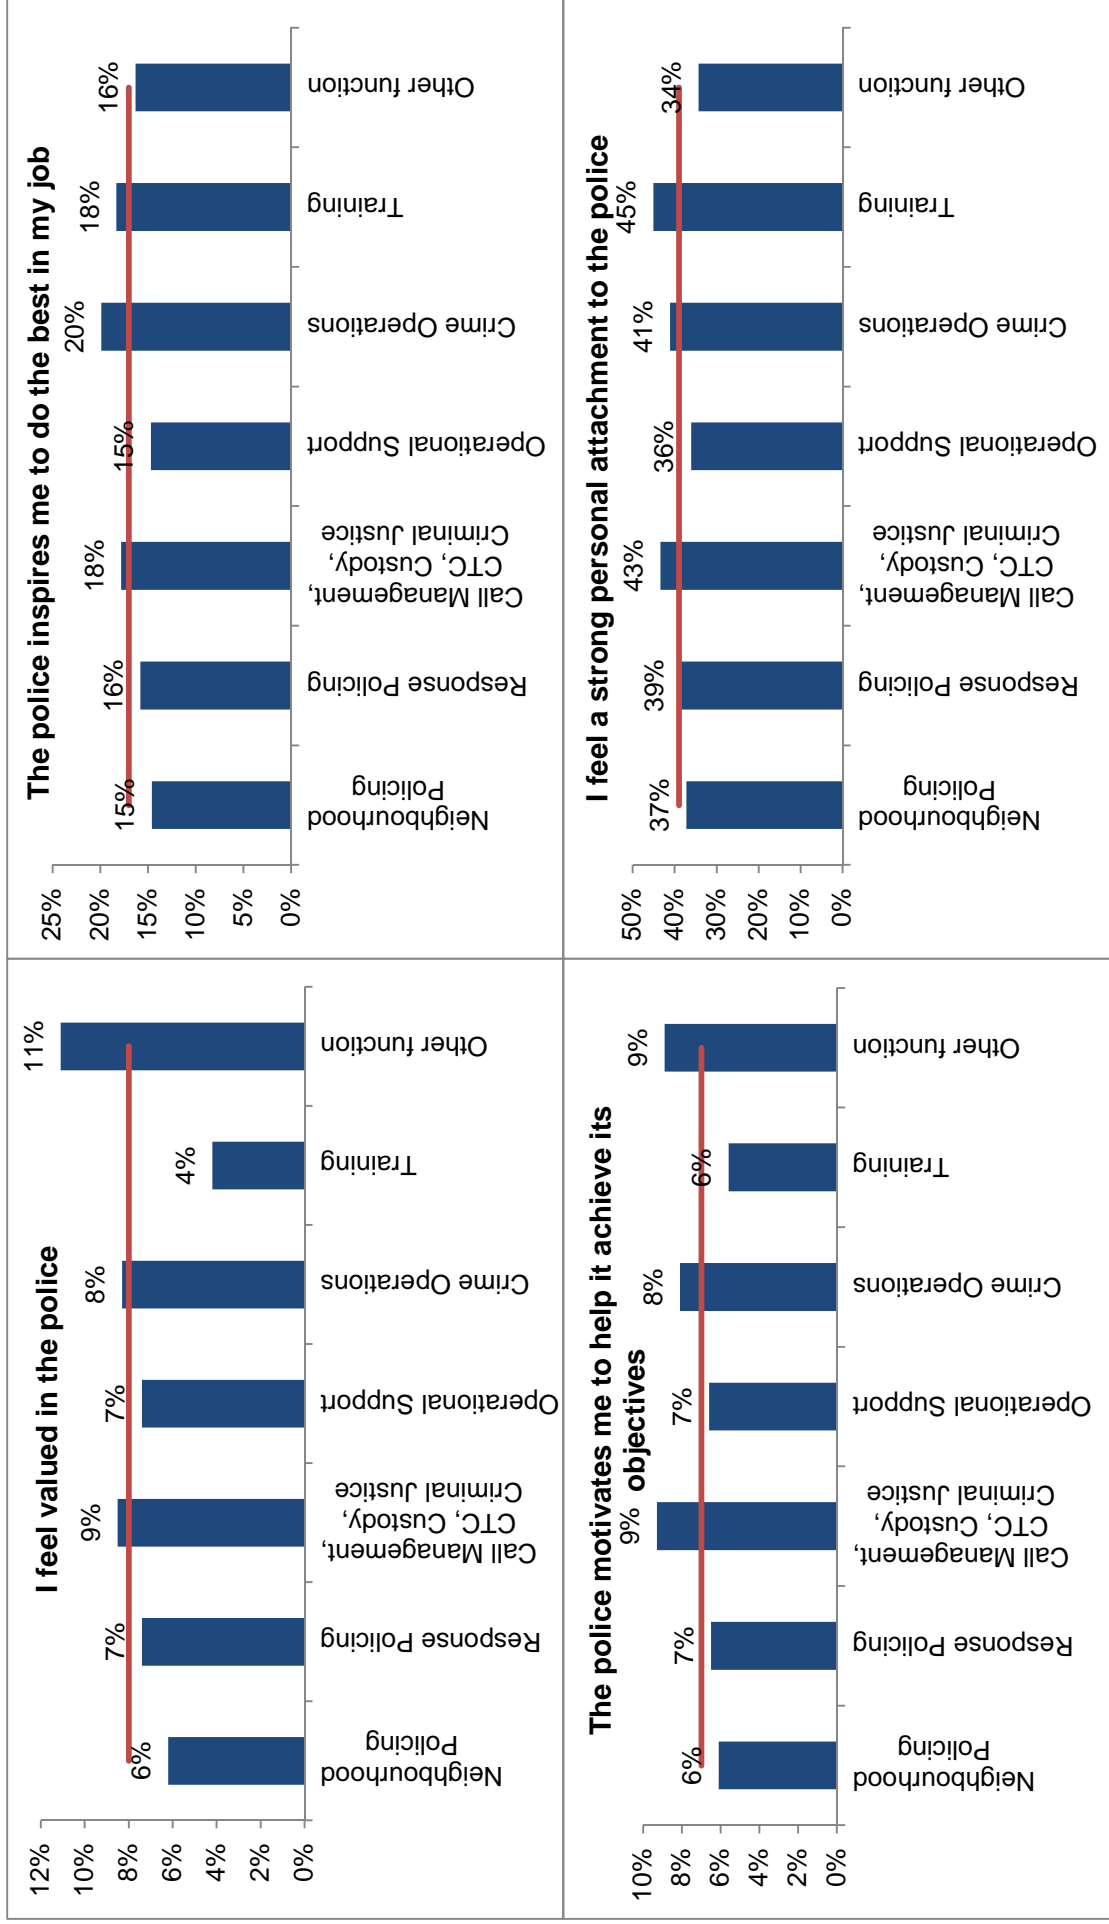 I feel valued in the police
12%
10%
8%
6%
4%
2%
0%
6%
7%
9%
7%
8%
4%
11%
Neighbourhood
Policing
Response Policing
Call Management,
CTC, Custody,
Criminal Justice
Operational Support
Crime Operations
Training
Other function
The police inspires me to do the best in my job
25%
20%
15%
10%
5%
0%
15%
16%
18%
15%
20%
18%
16%
Neighbourhood
Policing
Response Policing
Call Management,
CTC, Custody,
Criminal Justice
Operational Support
Crime Operations
Training
Other function
The police motivates me to help it achieve its
objectives
10%
8%
6%
4%
2%
0%
6%
7%
9%
7%
8%
6%
9%
Neighbourhood
Policing
Response Policing
Call Management,
CTC, Custody,
Criminal Justice
Operational Support
Crime Operations
Training
Other function
I feel a strong personal attachment to the police
50%
40%
30%
20%
10%
0%
37%
39%
43%
36%
41%
45%
34%
Neighbourhood
Policing
Response Policing
Call Management,
CTC, Custody,
Criminal Justice
Operational Support
Crime Operations
Training
Other function